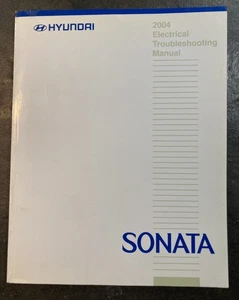 HYUNDAI
2004
Electrical
Troubleshooting
Manual
SONATA